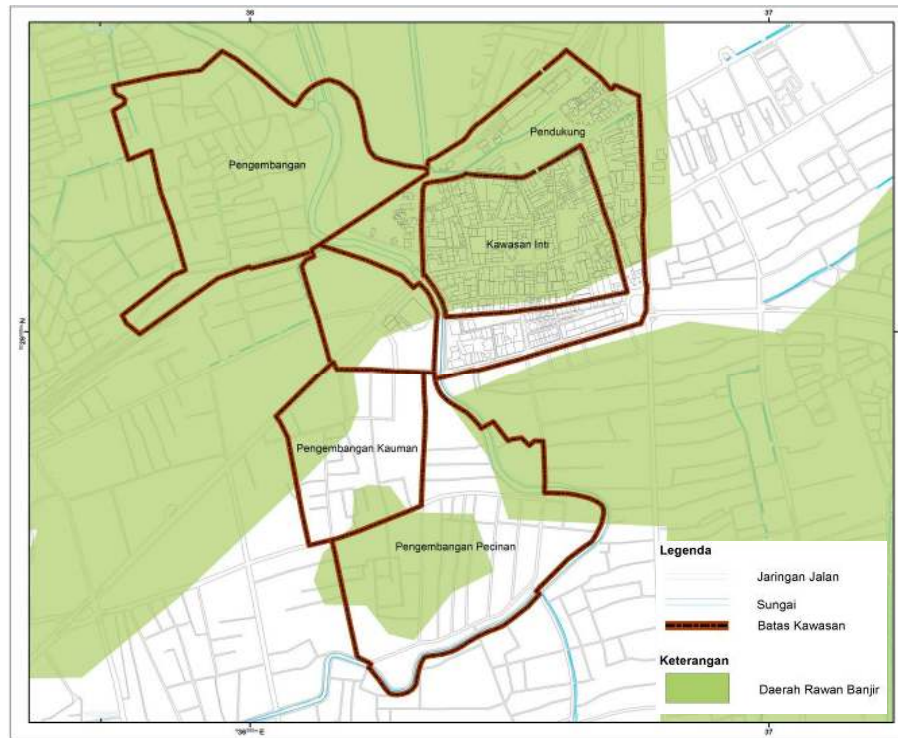 36
37
Pendukung
Pengembangan
Kawasan Inti
Pengembangan Kauman
Pengembangan Pecinan
Legenda
Jaringan Jalan
Sungai
Batas Kawasan
Keterangan
Daerah Rawan Banjir
37